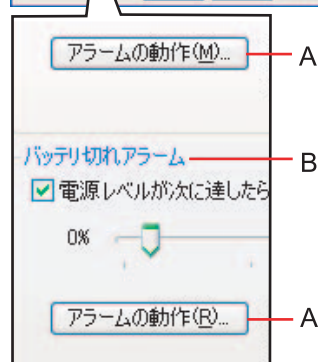 アラームの動作(M)... A
バッテリ切れアラーム B
電源レベルが次に達したら
0%
アラームの動作(R)... A